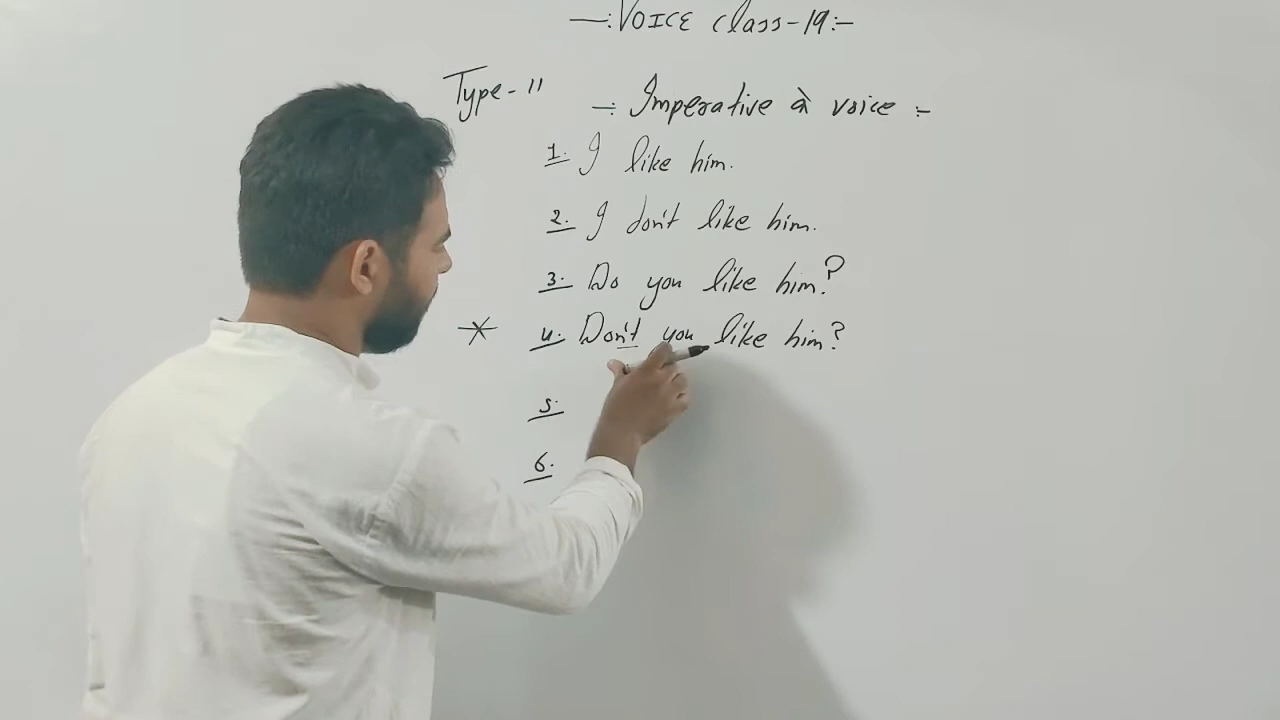 —:VOICE class-19:—
Type-11
—: Imperative à voice :—
1. I like him.
2. I don't like him.
3. Do you like him?
* 4. Don't you like him?
5.
6.